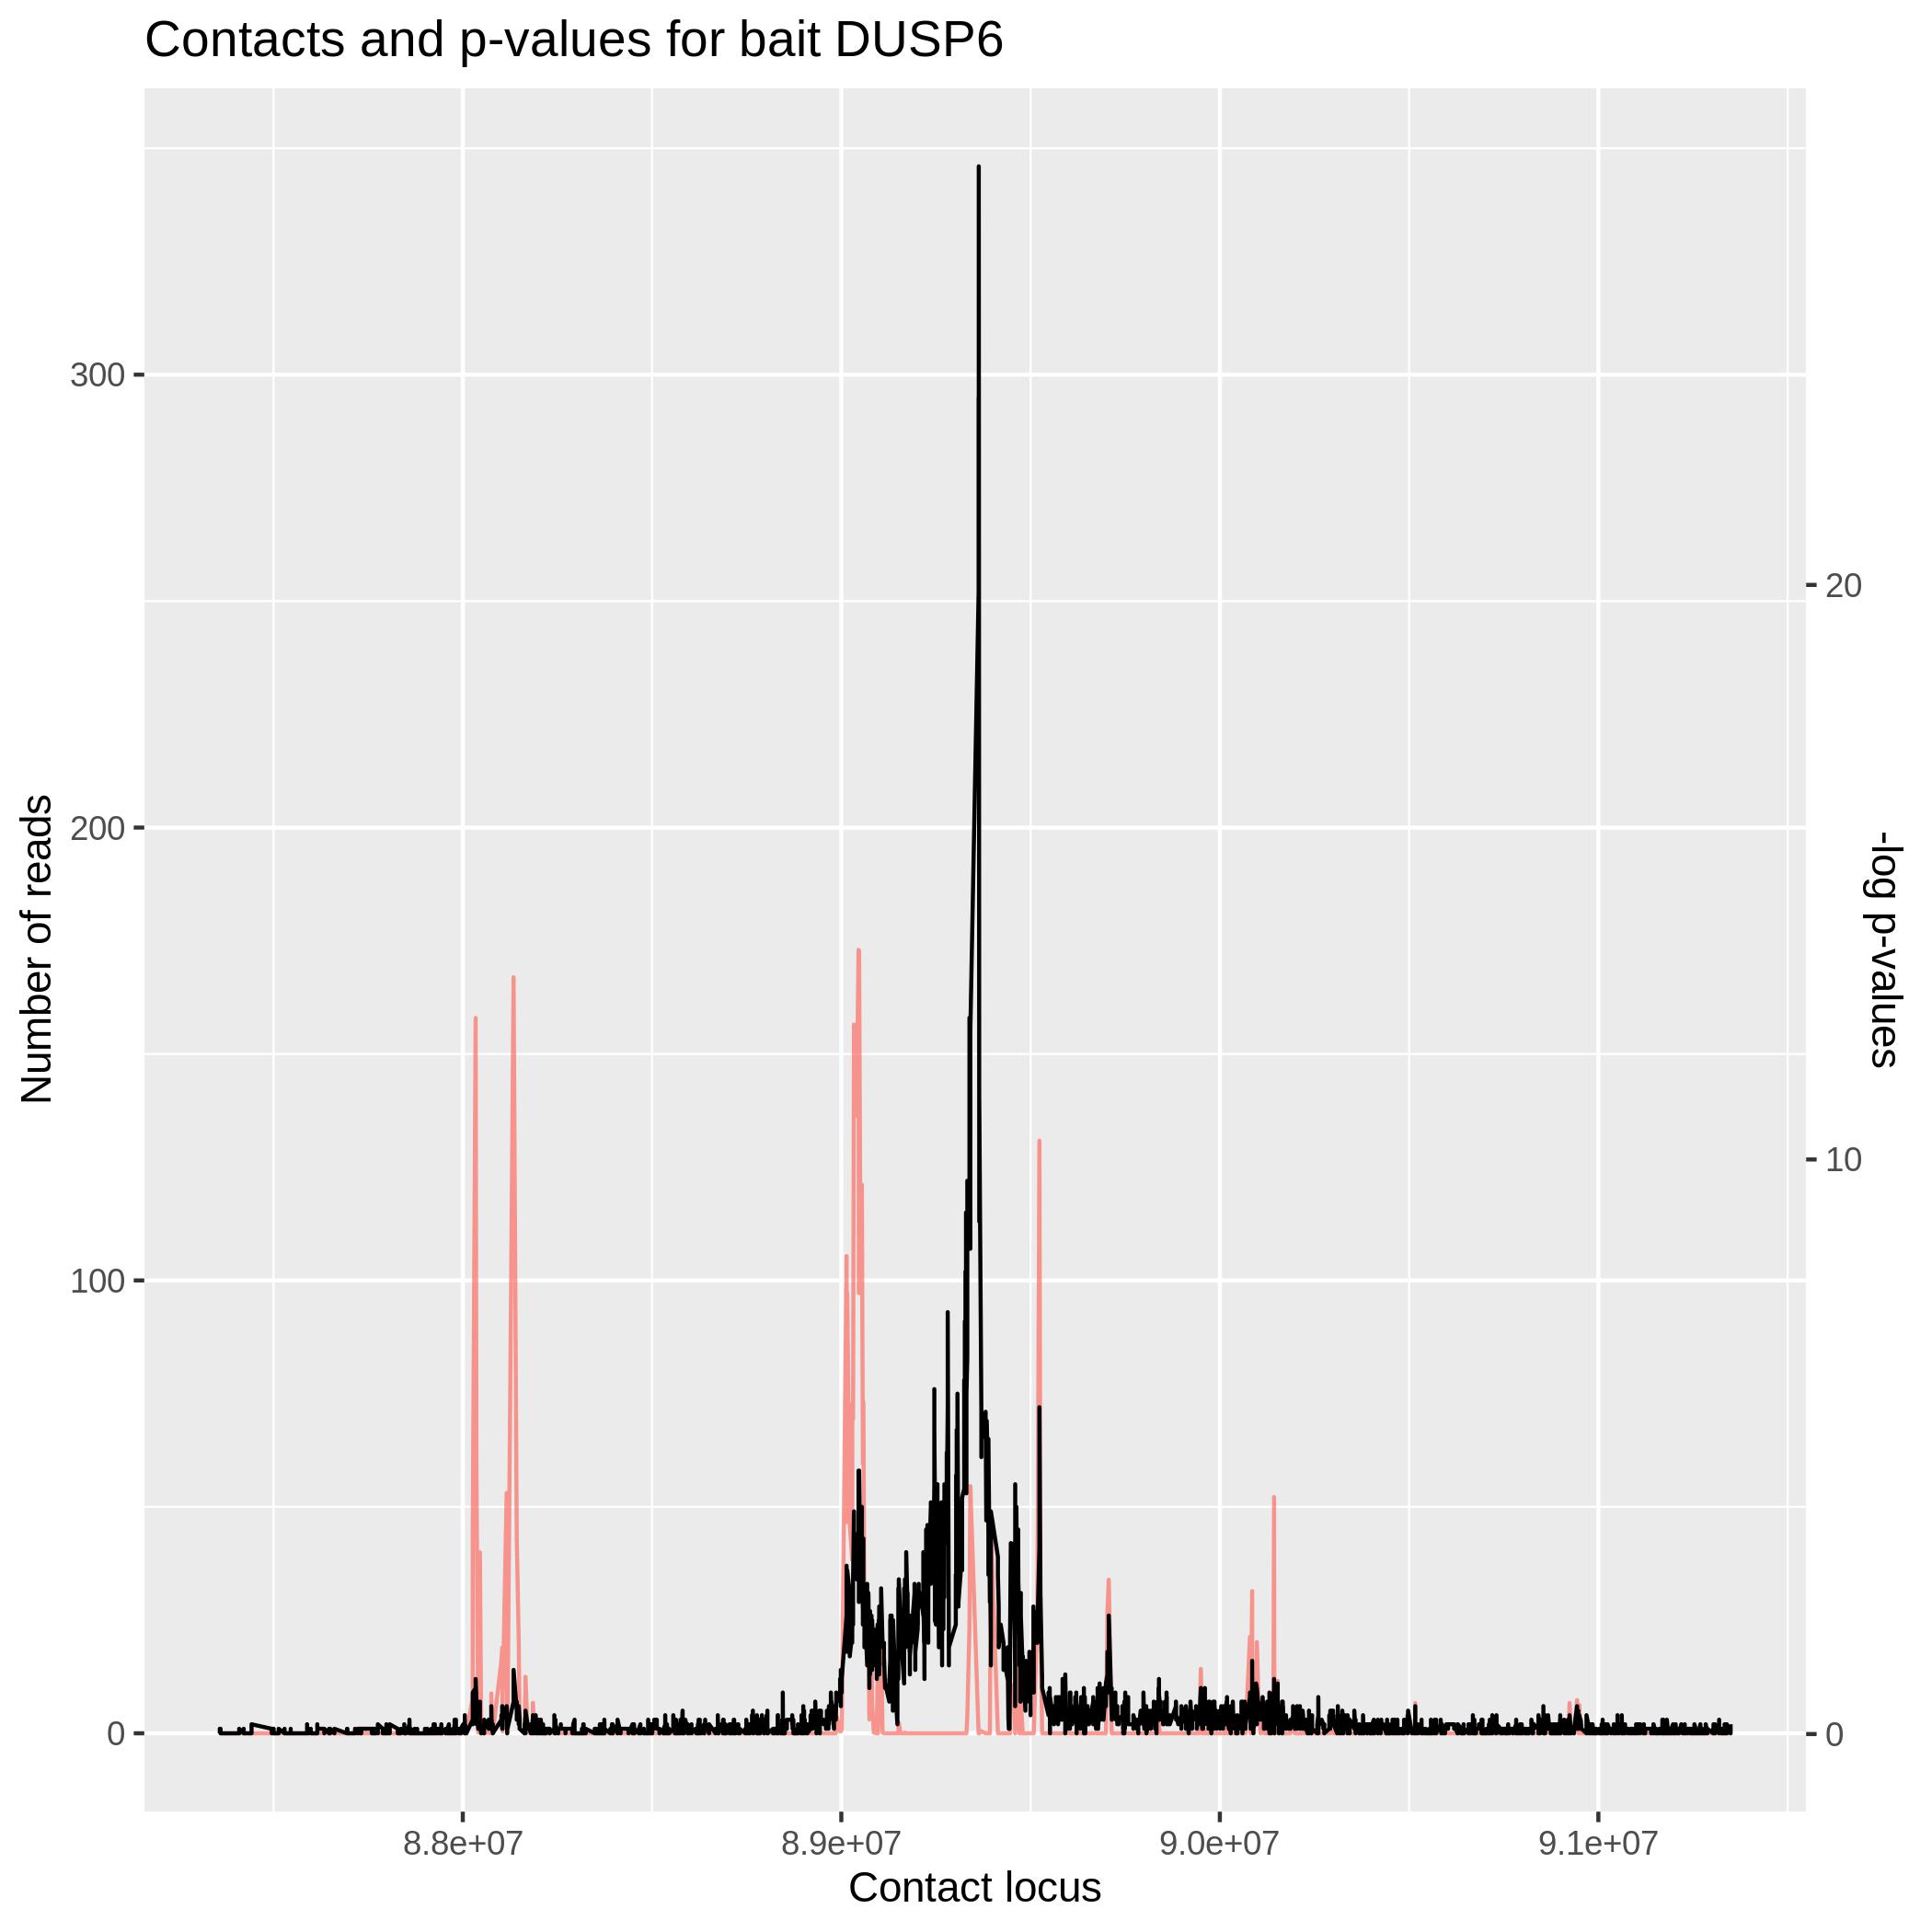 Contacts and p-values for bait DUSP6
Number of reads
300
200
100
0
20
10
0
-log p-values
8.8e+07
8.9e+07
9.0e+07
9.1e+07
Contact locus